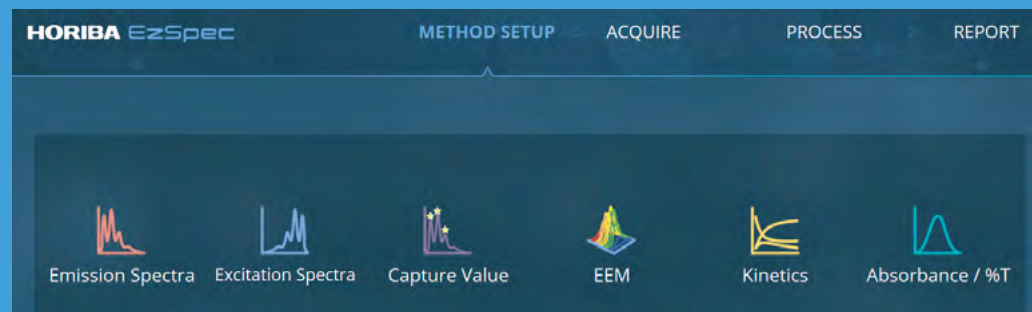 HORIBA EzSpec METHOD SETUP ACQUIRE PROCESS REPORT
Emission Spectra Excitation Spectra Capture Value EEM Kinetics Absorbance / %T